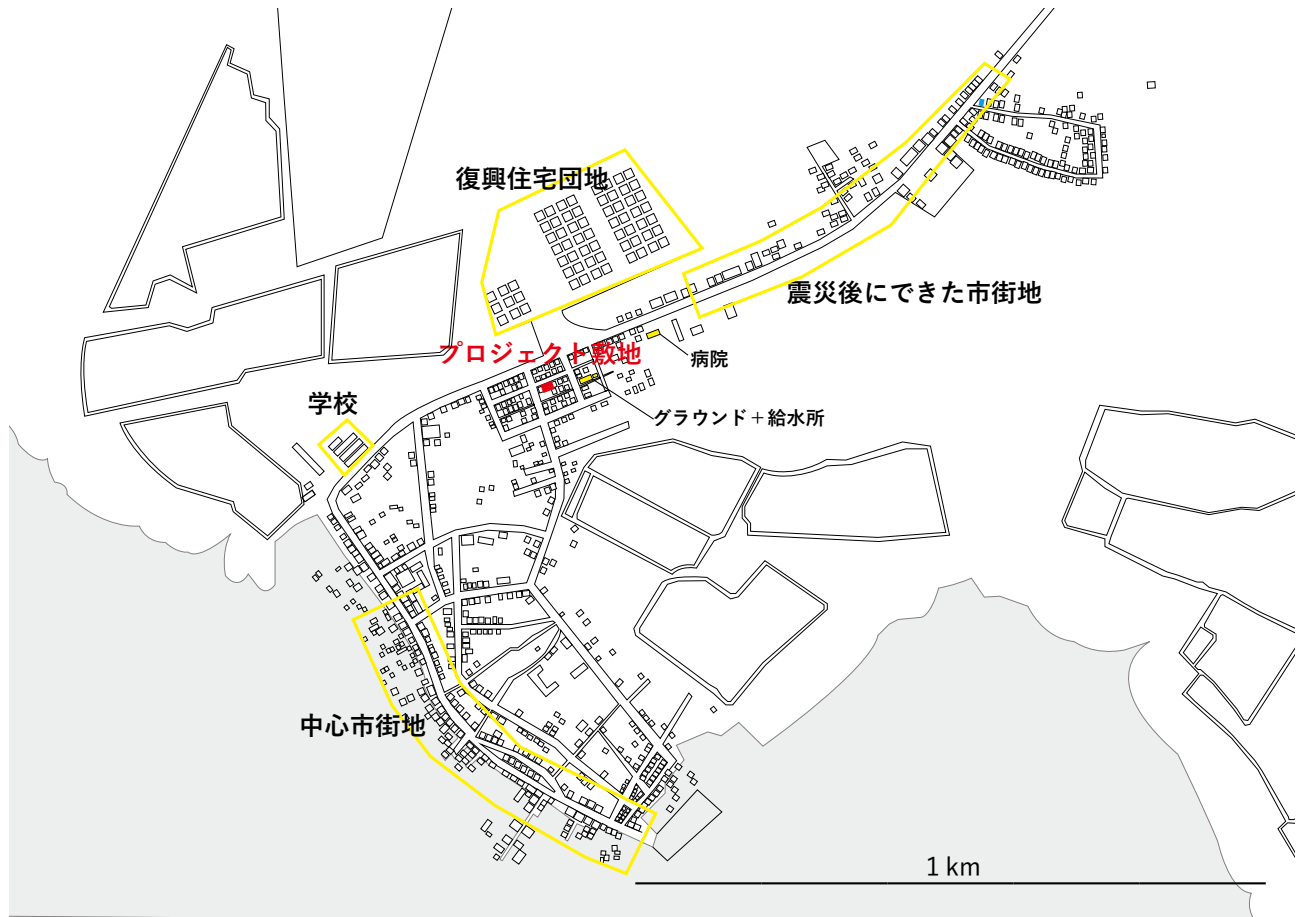 復興住宅団地
震災後にできた市街地
プロジェクト敷地
病院
学校
グラウンド＋給水所
中心市街地
1 km